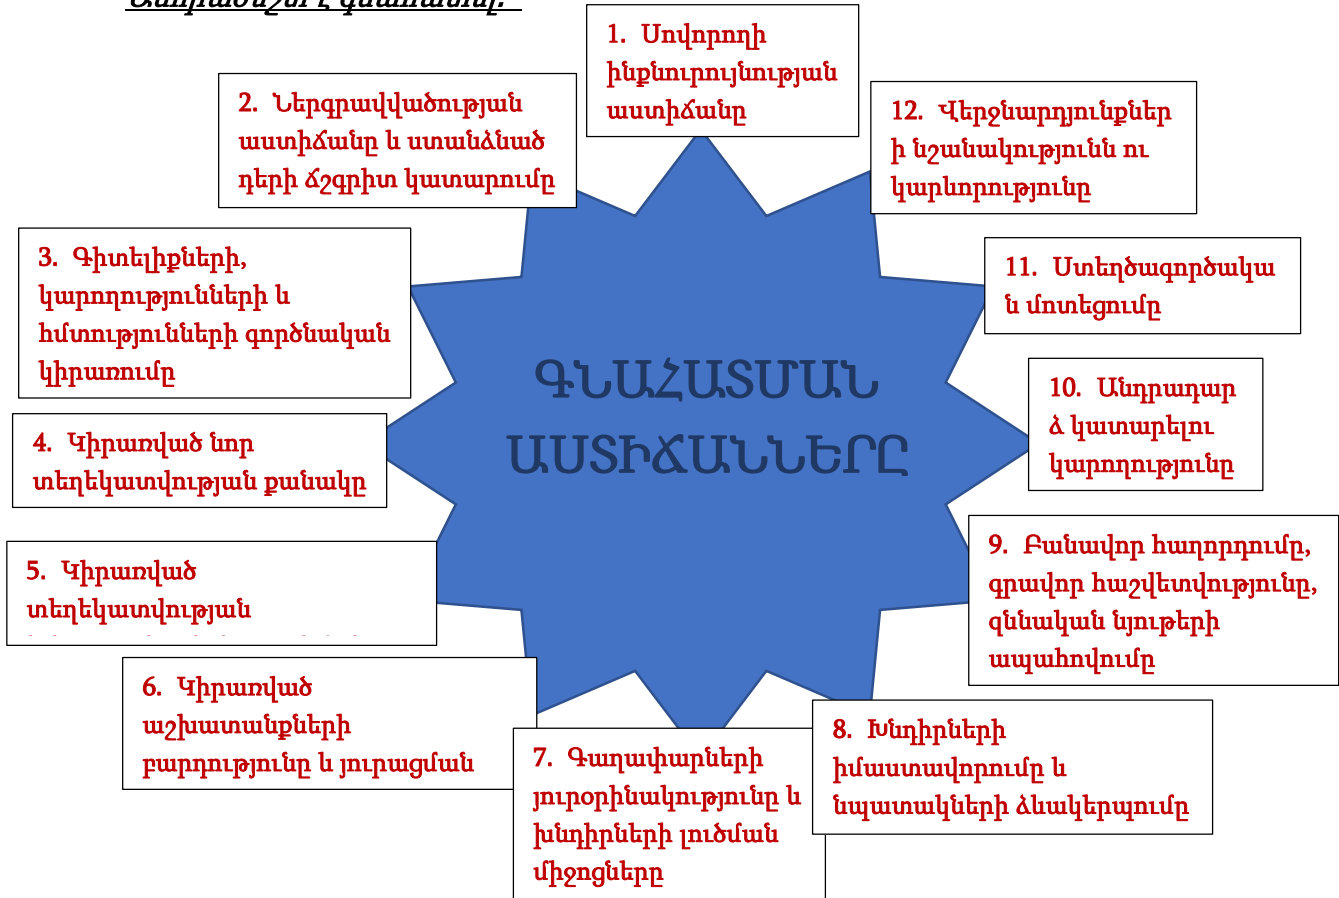 Անհրաժեշտ է գնահատել՝
1. Սովորողի
ինքնուրույնության
աստիճանը
2. Ներգրավվածության
աստիճանը և ստանձնած
դերի ճշգրիտ կատարումը
3. Գիտելիքների,
կարողությունների և
հմտությունների գործնական
կիրառումը
4. Կիրառված նոր
տեղեկատվության քանակը
5. Կիրառված
տեղեկատվության
6. Կիրառված
աշխատանքների
բարդությունը և յուրացման
7. Գաղափարների
յուրօրինակությունը և
խնդիրների լուծման
միջոցները
8. Խնդիրների
իմաստավորումը և
նպատակների ձևակերպումը
9. Բանավոր հաղորդումը,
գրավոր հաշվետվությունը,
զննական նյութերի
ապահովումը
10. Անդրադար
ձ կատարելու
կարողությունը
11. Ստեղծագործակա
ն մոտեցումը
12. Վերջնարդյունքներ
ի նշանակությունն ու
կարևորությունը
ԳՆԱՀԱՏՄԱՆ
ԱՍՏԻՃԱՆՆԵՐԸ